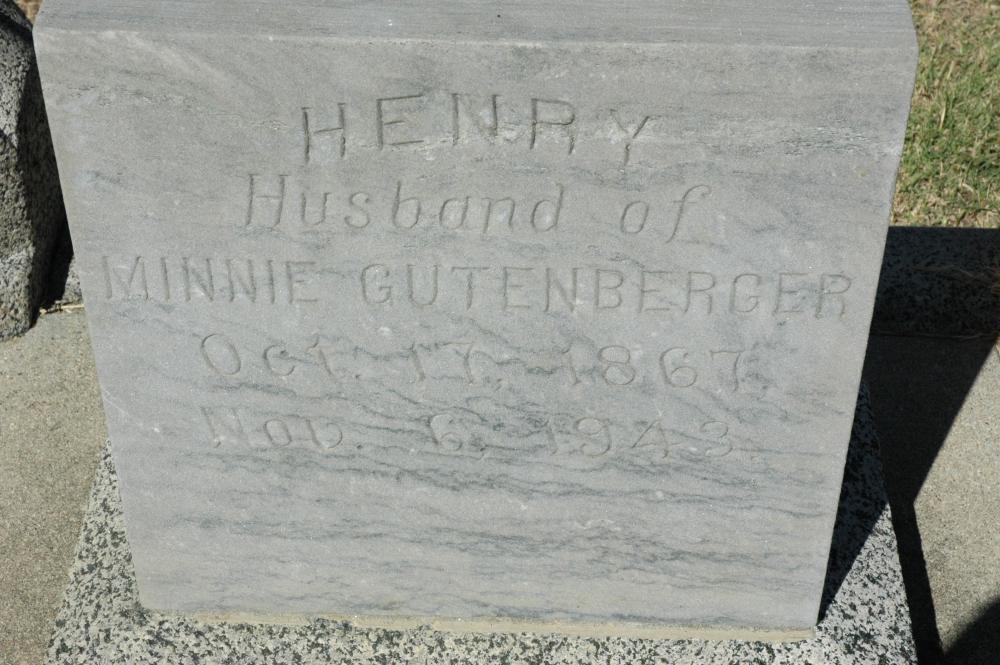 HENRY
Husband of
MINNIE GUTENBERGER
Oct. 17, 1867
Nov. 6, 1943.